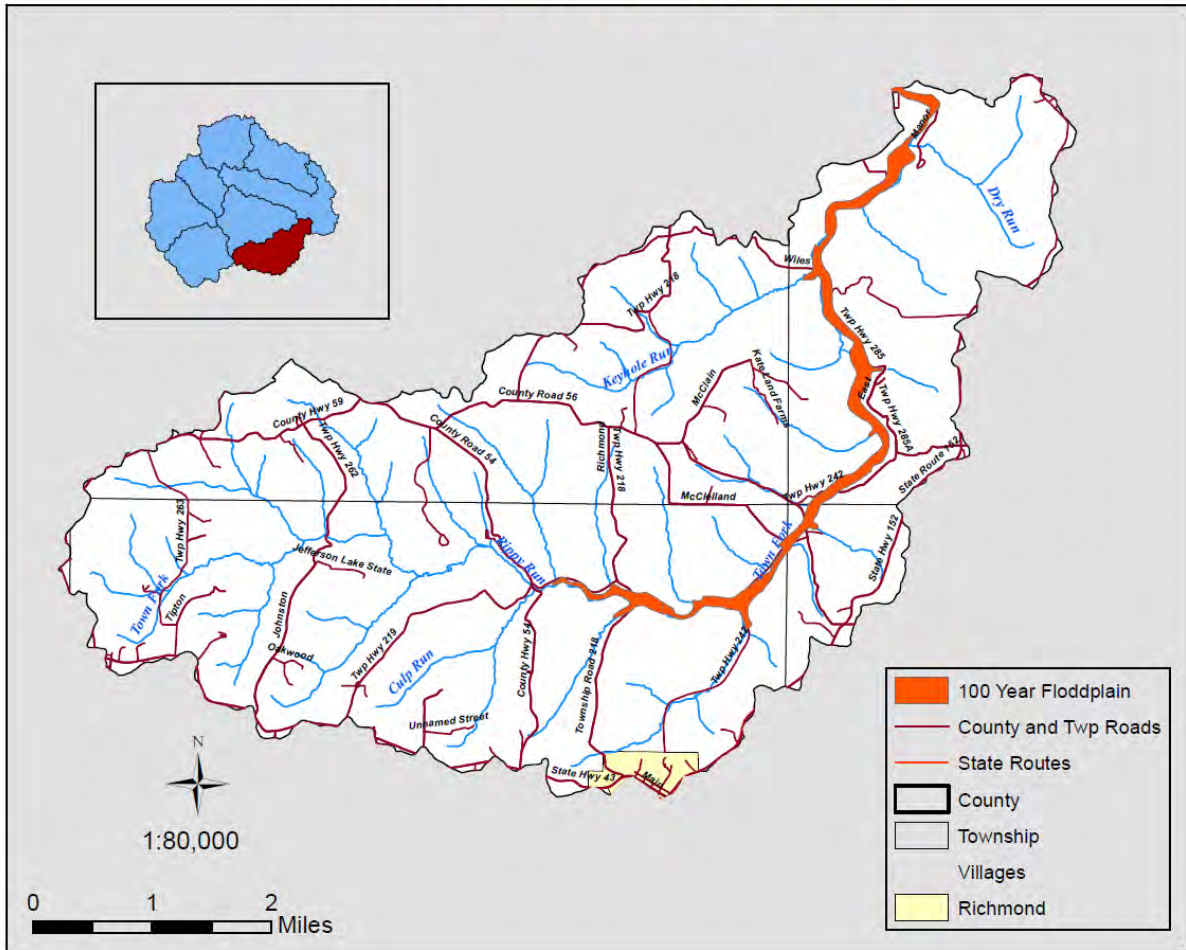 Manor
Dry Run
Wiles
Twp Hwy 218
Twp Hwy 285
Keyhole Run
Kate Land Farms
McClain
East
Twp Hwy 285A
County Road 56
County Hwy 59
Twp Hwy 262
County Road 54
Richmond
Twp Hwy 218
State Route 152
McClelland
Twp Hwy 242
Twp Hwy 263
Jefferson Lake State
Rippy Run
Town Fork
State Hwy 152
Town Fork
Tipton
Johnston
Oakwood
Twp Hwy 219
Culp Run
County Hwy 54
Township Road 248
Twp Hwy 242
Unnamed Street
State Hwy 43
Main
N
1:80,000
0 1 2
Miles
100 Year Floddplain
County and Twp Roads
State Routes
County
Township
Villages
Richmond